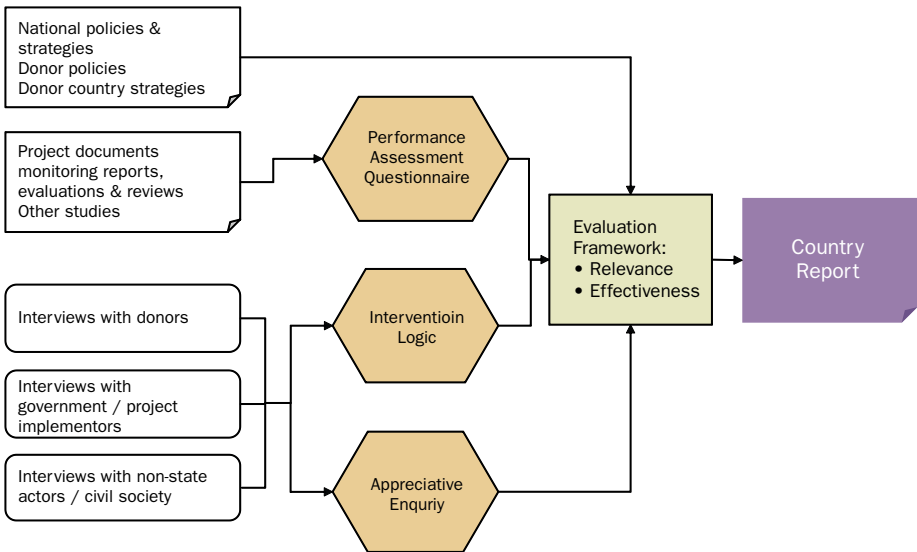 National policies &
strategies
Donor policies
Donor country strategies
Project documents
monitoring reports,
evaluations & reviews
Other studies
Interviews with donors
Interviews with
government / project
implementors
Interviews with non-state
actors / civil society
Performance
Assessment
Questionnaire
Interventioin
Logic
Appreciative
Enquriy
Evaluation
Framework:
• Relevance
• Effectiveness
Country
Report